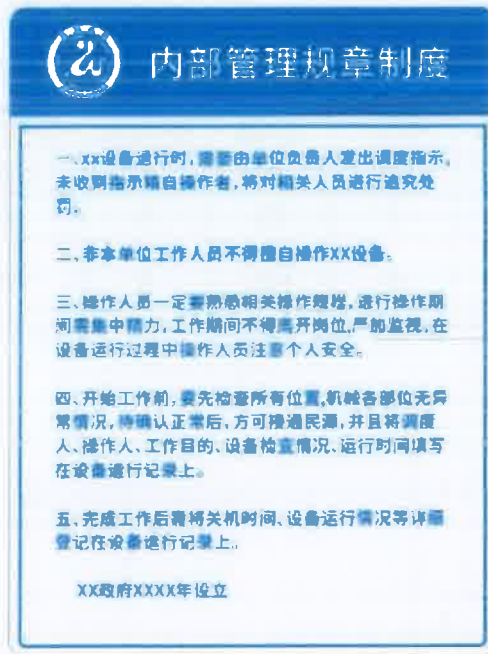 内部管理规章制度
一、xx设备运行时,需要由单位负责人发出调度指示,
未收到指示擅自操作者,将对相关人员进行追究处
罚。
二、非本单位工作人员不得擅自操作XX设备。
三、操作人员一定要熟悉相关操作规程,进行操作期
间需集中精力,工作期间不得离开岗位,严加监视,在
设备运行过程中操作人员注意个人安全。
四、开始工作前,要先检查所有位置,机械各部位无异
常情况,待确认正常后,方可接通民源,并且将调度
人、操作人、工作目的、设备检查情况、运行时间填写
在设备运行记录上。
五、完成工作后需将关机时间、设备运行情况等详细
登记在设备运行记录上。
XX政府XXXX年设立